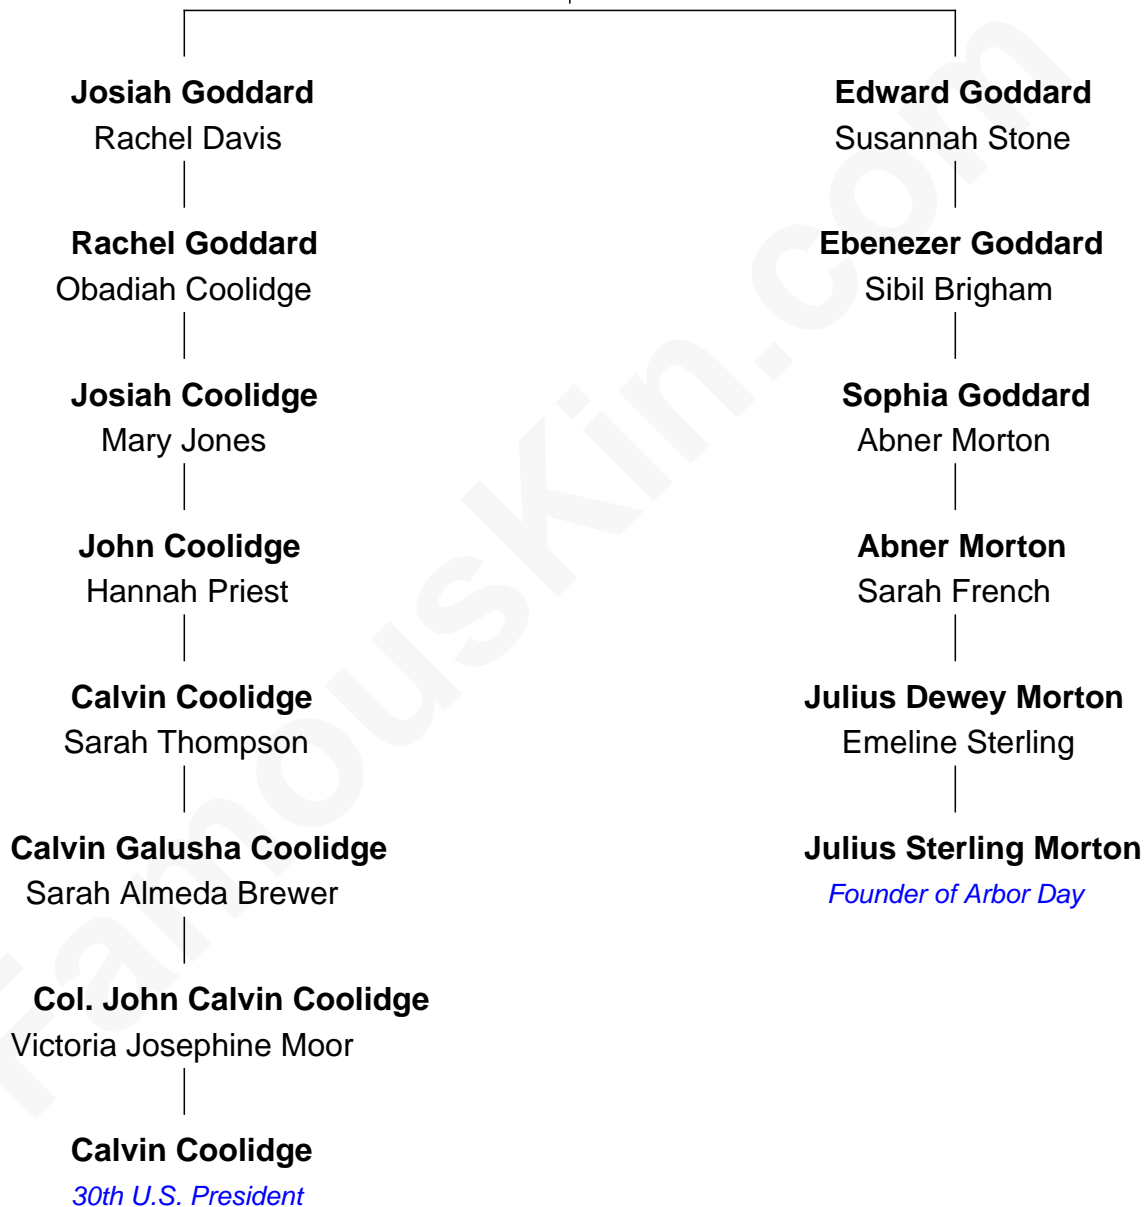 Josiah Goddard
Rachel Davis
Rachel Goddard
Obadiah Coolidge
Josiah Coolidge
Mary Jones
John Coolidge
Hannah Priest
Calvin Coolidge
Sarah Thompson
Calvin Galusha Coolidge
Sarah Almeda Brewer
Col. John Calvin Coolidge
Victoria Josephine Moor
Calvin Coolidge
30th U.S. President
Edward Goddard
Susannah Stone
Ebenezer Goddard
Sibil Brigham
Sophia Goddard
Abner Morton
Abner Morton
Sarah French
Julius Dewey Morton
Emeline Sterling
Julius Sterling Morton
Founder of Arbor Day
FamousKin.com